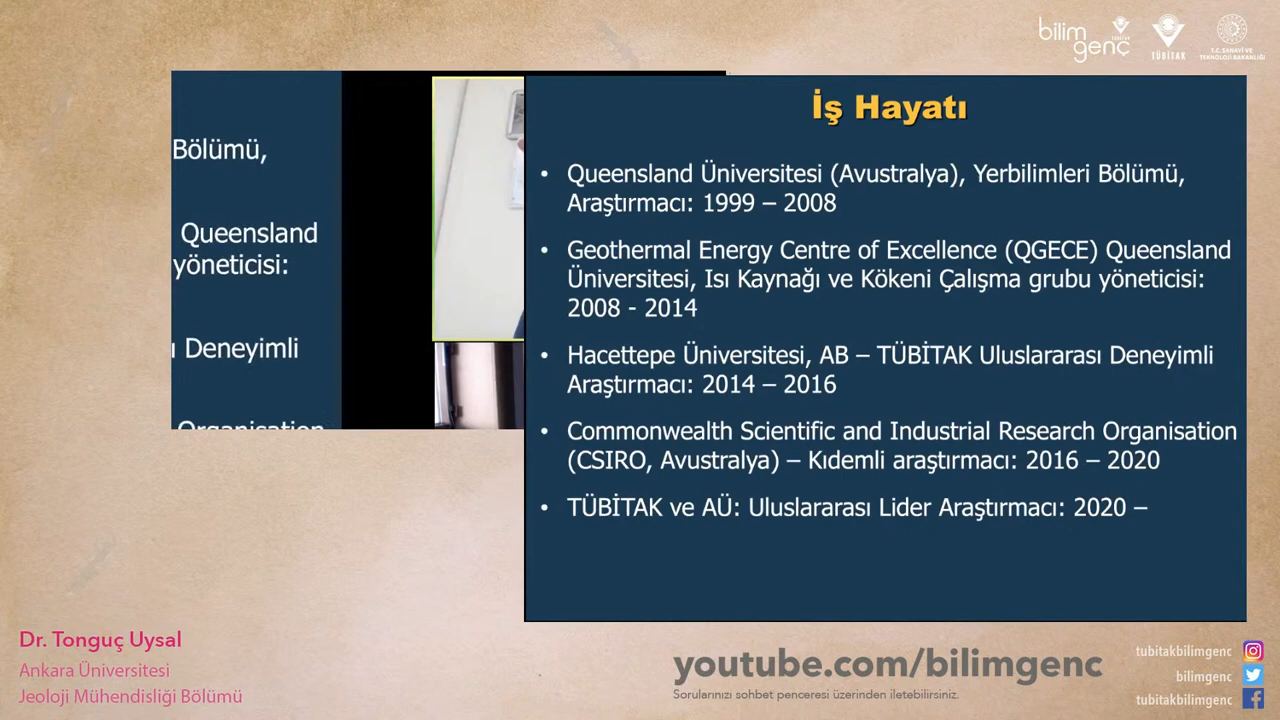 bilim
genç
TÜBİTAK
TÜBİTAK
T.C. SANAYİ VE
TEKNOLOJİ BAKANLIĞI
Bölümü,
Queensland
yöneticisi:
Deneyimli
Organisation
İş Hayatı
• Queensland Üniversitesi (Avustralya), Yerbilimleri Bölümü,
Araştırmacı: 1999 – 2008
• Geothermal Energy Centre of Excellence (QGECE) Queensland
Üniversitesi, Isı Kaynağı ve Kökeni Çalışma grubu yöneticisi:
2008 - 2014
• Hacettepe Üniversitesi, AB – TÜBİTAK Uluslararası Deneyimli
Araştırmacı: 2014 – 2016
• Commonwealth Scientific and Industrial Research Organisation
(CSIRO, Avustralya) – Kıdemli araştırmacı: 2016 – 2020
• TÜBİTAK ve AÜ: Uluslararası Lider Araştırmacı: 2020 –
Dr. Tonguç Uysal
Ankara Üniversitesi
Jeoloji Mühendisliği Bölümü
youtube.com/bilimgenc
Sorularınızı sohbet penceresi üzerinden iletebilirsiniz.
tubitakbilimgenc
bilimgenc
tubitakbilimgenc